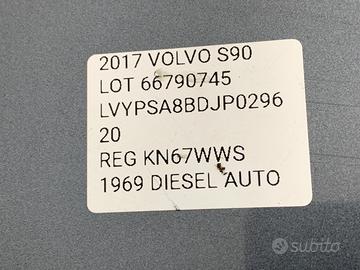 2017 VOLVO S90
LOT 66790745
LVYPSA8BDJP0296
20
REG KN67WWS
1969 DIESEL AUTO
subito